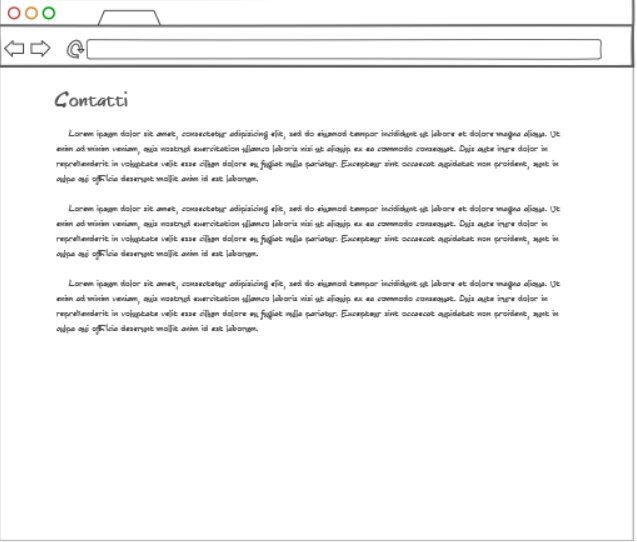 Contatti
Lorem ipsum dolor sit amet, consectetur adipisicing elit, sed do eiusmod tempor incididunt ut labore et dolore magna aliqua. Ut
enim ad minim veniam, quis nostrud exercitation ullamco laboris nisi ut aliquip ex ea commodo consequat. Duis aute irure dolor in
reprehenderit in voluptate velit esse cillum dolore eu fugiat nulla pariatur. Excepteur sint occaecat cupidatat non proident, sunt in
culpa qui officia deserunt mollit anim id est laborum.
Lorem ipsum dolor sit amet, consectetur adipisicing elit, sed do eiusmod tempor incididunt ut labore et dolore magna aliqua. Ut
enim ad minim veniam, quis nostrud exercitation ullamco laboris nisi ut aliquip ex ea commodo consequat. Duis aute irure dolor in
reprehenderit in voluptate velit esse cillum dolore eu fugiat nulla pariatur. Excepteur sint occaecat cupidatat non proident, sunt in
culpa qui officia deserunt mollit anim id est laborum.
Lorem ipsum dolor sit amet, consectetur adipisicing elit, sed do eiusmod tempor incididunt ut labore et dolore magna aliqua. Ut
enim ad minim veniam, quis nostrud exercitation ullamco laboris nisi ut aliquip ex ea commodo consequat. Duis aute irure dolor in
reprehenderit in voluptate velit esse cillum dolore eu fugiat nulla pariatur. Excepteur sint occaecat cupidatat non proident, sunt in
culpa qui officia deserunt mollit anim id est laborum.